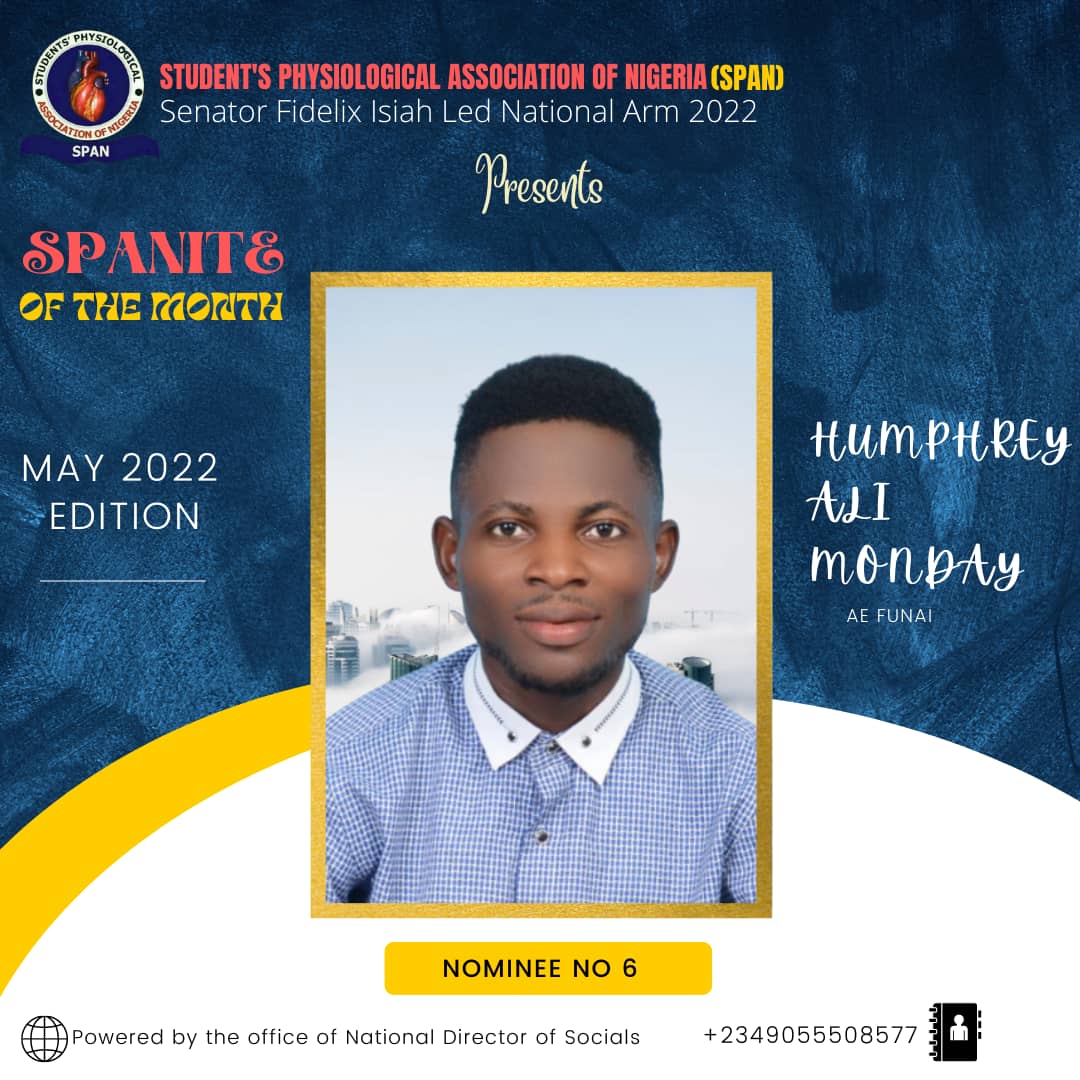 STUDENTS' PHYSIOLOGICAL
ASSOCIATION OF NIGERIA
SPAN
STUDENT'S PHYSIOLOGICAL ASSOCIATION OF NIGERIA (SPAN)
Senator Fidelix Isiah Led National Arm 2022
Presents
SPANITE
OF THE MONTH
MAY 2022
EDITION
HUMPHREY
ALI
MONDAY
AE FUNAI
NOMINEE NO 6
Powered by the office of National Director of Socials
+2349055508577